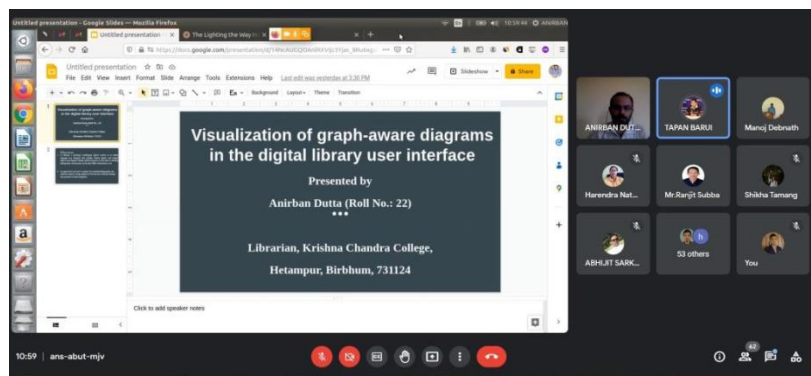 Untitled presentation - Google Slides — Mozilla Firefox
10:59:44
Untitled presentation
The Lighting the Way
Untitled presentation
File Edit View Insert Format Slide Arrange Tools Extensions Help Last edit was yesterday at 3:30 PM
Slideshow
Share
Background Layout Theme Transition
Visualization of graph-aware diagrams
in the digital library user interface
Presented by
Anirban Dutta (Roll No.: 22)
***
Librarian, Krishna Chandra College,
Hetampur, Birbhum, 731124
Click to add speaker notes
ANIRBAN DUT...
TAPAN BARUI
Manoj Debnath
Harendra Nat...
Mr.Ranjit Subba
Shikha Tamang
ABHIJIT SARK...
h
53 others
You
10:59 | ans-abut-mjv
62